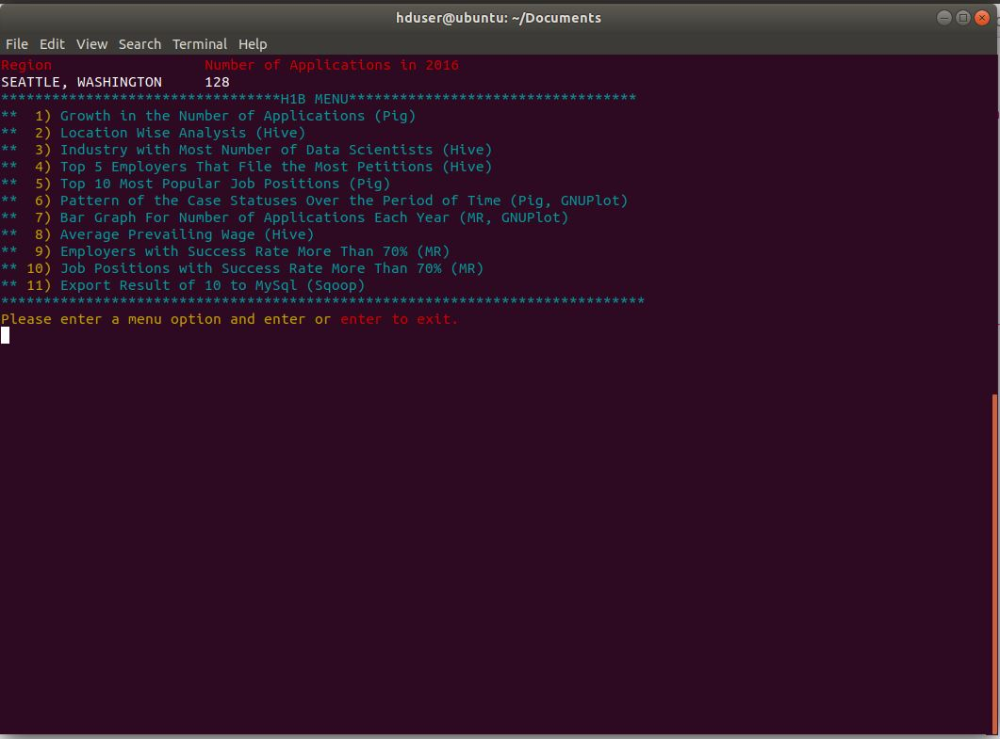 hduser@ubuntu: ~/Documents
File Edit View Search Terminal Help
Region Number of Applications in 2016
SEATTLE, WASHINGTON 128
*********************************H1B MENU**********************************
** 1) Growth in the Number of Applications (Pig)
** 2) Location Wise Analysis (Hive)
** 3) Industry with Most Number of Data Scientists (Hive)
** 4) Top 5 Employers That File the Most Petitions (Hive)
** 5) Top 10 Most Popular Job Positions (Pig)
** 6) Pattern of the Case Statuses Over the Period of Time (Pig, GNUPlot)
** 7) Bar Graph For Number of Applications Each Year (MR, GNUPlot)
** 8) Average Prevailing Wage (Hive)
** 9) Employers with Success Rate More Than 70% (MR)
** 10) Job Positions with Success Rate More Than 70% (MR)
** 11) Export Result of 10 to MySql (Sqoop)
****************************************************************************
Please enter a menu option and enter or enter to exit.